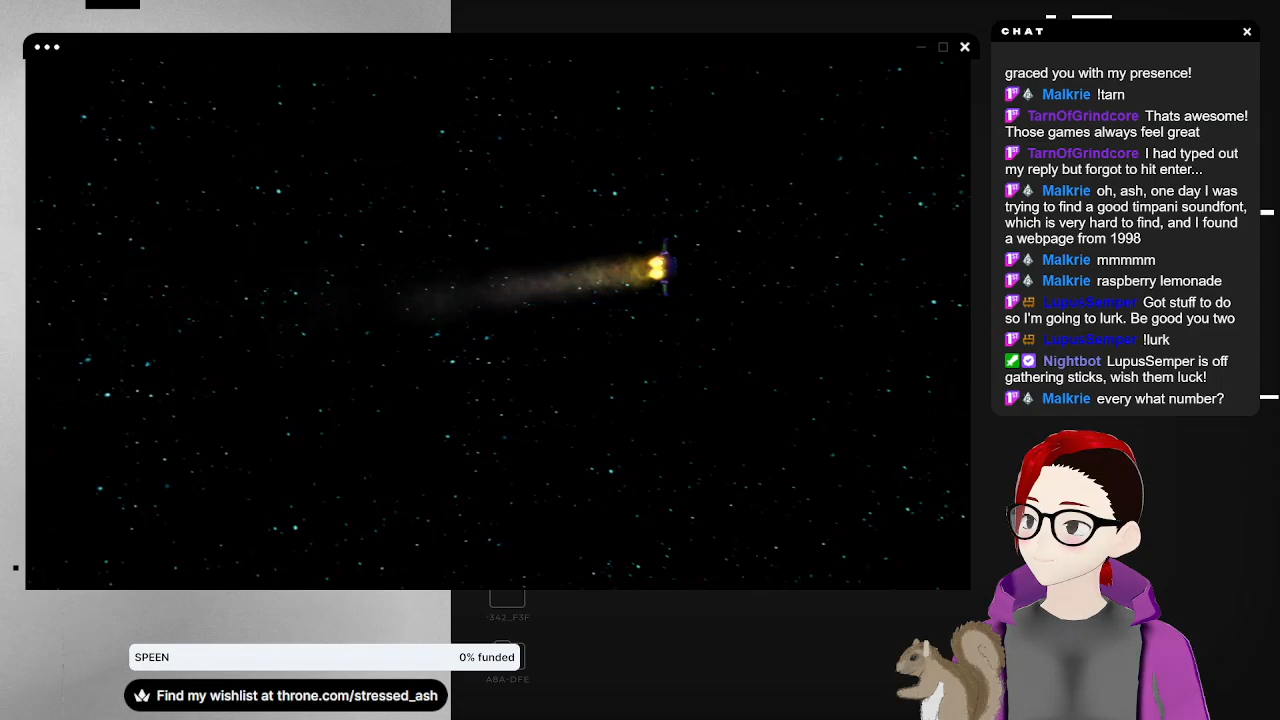 CHAT
graced you with my presence!
Malkrie !tarn
TarnOfGrindcore Thats awesome!
Those games always feel great
TarnOfGrindcore I had typed out
my reply but forgot to hit enter...
Malkrie oh, ash, one day I was
trying to find a good timpani soundfont,
which is very hard to find, and I found
a webpage from 1998
Malkrie mmmmm
Malkrie raspberry lemonade
LupusSemper Got stuff to do
so I'm going to lurk. Be good you two
LupusSemper !lurk
Nightbot LupusSemper is off
gathering sticks, wish them luck!
Malkrie every what number?
-342_F3F
SPEEN 0% funded
A8A-DFE
Find my wishlist at throne.com/stressed_ash